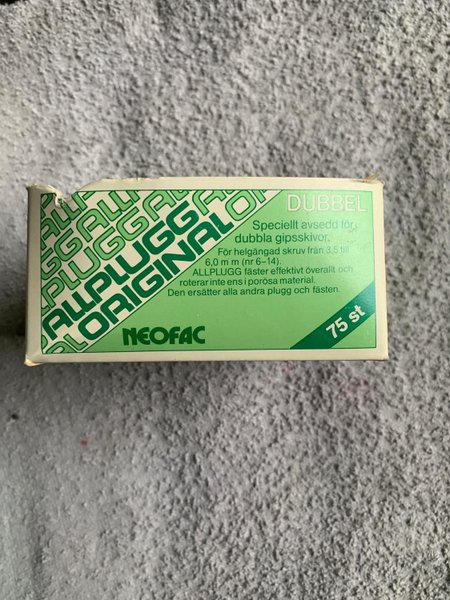 DUBBEL
Speciellt avsedd för
dubbla gipsskivor.
För helgängad skruv från 3,5 till
6,0 mm (nr 6–14).
ALLPLUGG fäster effektivt överallt och
roterar inte ens i porösa material.
Den ersätter alla andra plugg och fästen.
ALLPLUGG
ORIGINAL
NEOFAC
75 st